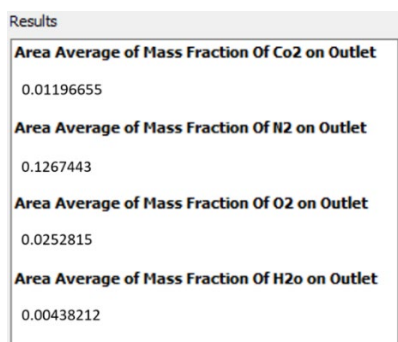 Results
Area Average of Mass Fraction Of Co2 on Outlet
0.01196655
Area Average of Mass Fraction Of N2 on Outlet
0.1267443
Area Average of Mass Fraction Of O2 on Outlet
0.0252815
Area Average of Mass Fraction Of H2o on Outlet
0.00438212